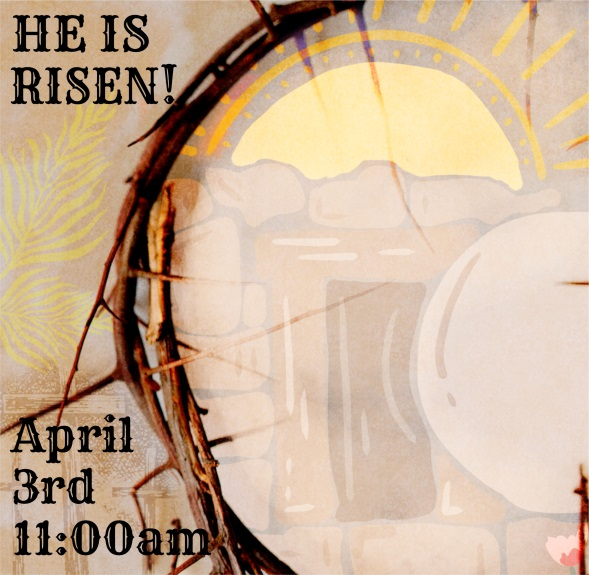 HE IS
RISEN!
April
3rd
11:00am